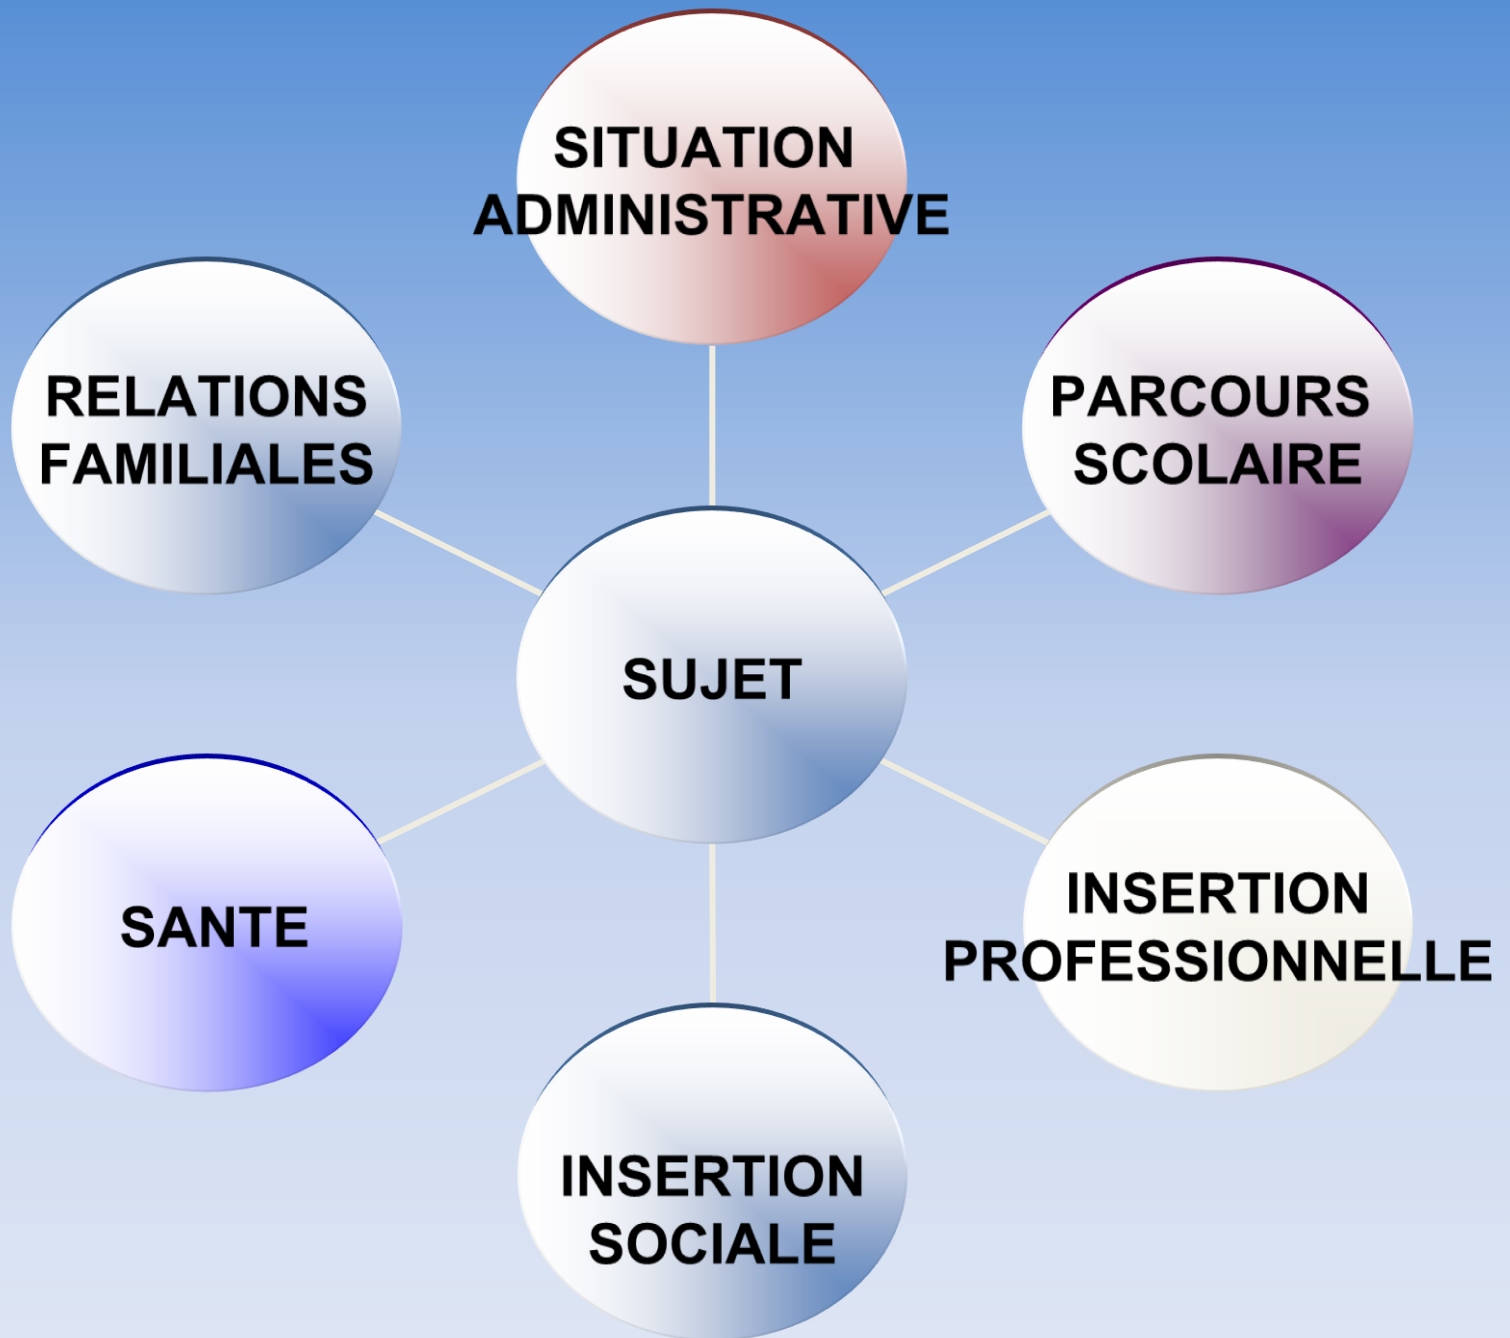 SITUATION
ADMINISTRATIVE
RELATIONS
FAMILIALES
PARCOURS
SCOLAIRE
SUJET
SANTE
INSERTION
PROFESSIONNELLE
INSERTION
SOCIALE